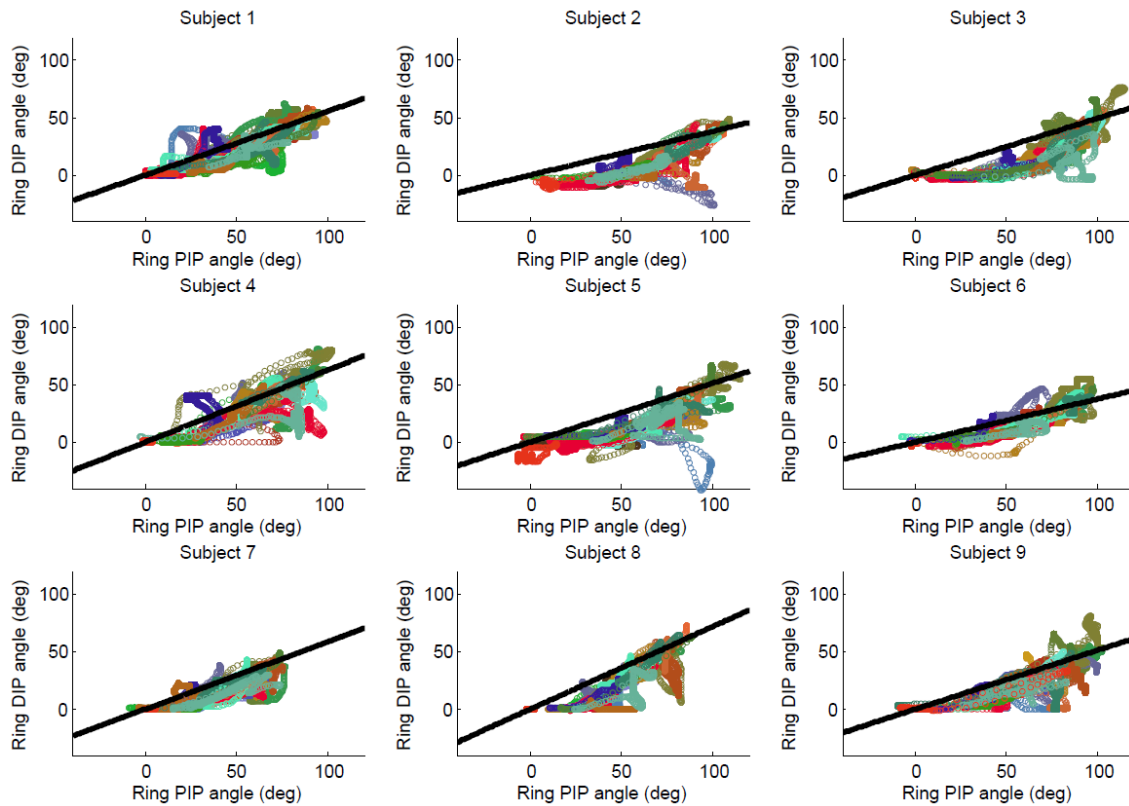 Subject 1
Subject 2
Subject 3
Ring DIP angle (deg)
100
50
0
0 50 100
Ring PIP angle (deg)
Ring DIP angle (deg)
100
50
0
0 50 100
Ring PIP angle (deg)
Ring DIP angle (deg)
100
50
0
0 50 100
Ring PIP angle (deg)
Subject 4
Subject 5
Subject 6
Ring DIP angle (deg)
100
50
0
0 50 100
Ring PIP angle (deg)
Ring DIP angle (deg)
100
50
0
0 50 100
Ring PIP angle (deg)
Ring DIP angle (deg)
100
50
0
0 50 100
Ring PIP angle (deg)
Subject 7
Subject 8
Subject 9
Ring DIP angle (deg)
100
50
0
0 50 100
Ring PIP angle (deg)
Ring DIP angle (deg)
100
50
0
0 50 100
Ring PIP angle (deg)
Ring DIP angle (deg)
100
50
0
0 50 100
Ring PIP angle (deg)